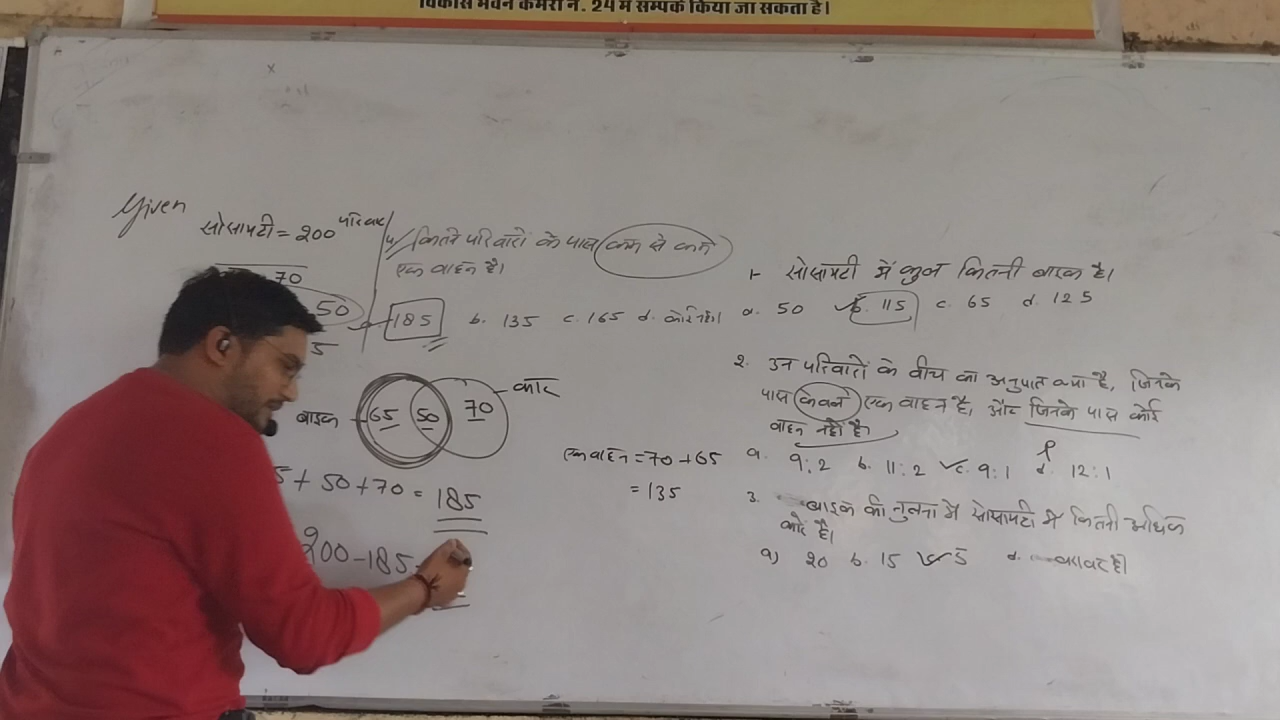 विकास भवन कमरा नं. 24 में सम्पर्क किया जा सकता है।
Given
सोसायटी = 200 परिवार
70
50
5
4/ कितने परिवारों के पास कम से कम
एक वाहन है।
185 b. 135 c. 165 d. कोई नहीं।
बाइक 65 50 70 कार
5 + 50 + 70 = 185
200 - 185 =
एक वाहन = 70 + 65
= 135
1- सोसायटी में कुल कितनी बाइक है।
a. 50 b. 115 c. 65 d. 125
2. उन परिवारों के बीच का अनुपात क्या है, जिनके
पास केवल एक वाहन है, और जिनके पास कोई
वाहन नहीं है।
a. 9:2 b. 11:2 c. 9:1 d. 12:1
3. बाइक की तुलना में सोसायटी में कितनी अधिक
कारें है।
a) 20 b. 15 5 d. बराबर है।